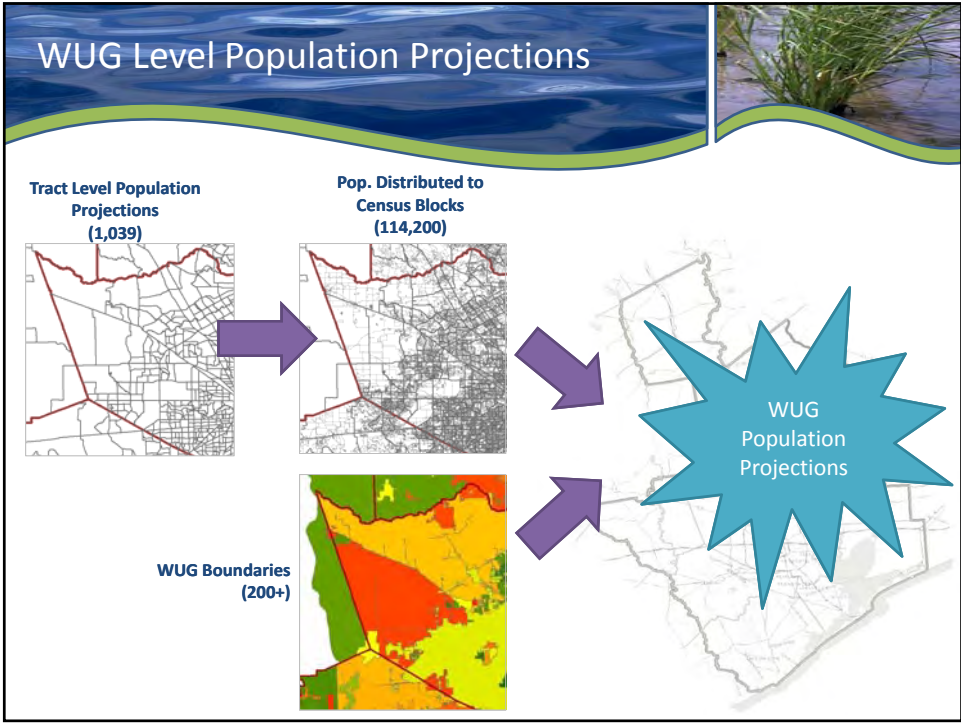 WUG Level Population Projections
Tract Level Population
Projections
(1,039)
Pop. Distributed to
Census Blocks
(114,200)
WUG Boundaries
(200+)
WUG
Population
Projections